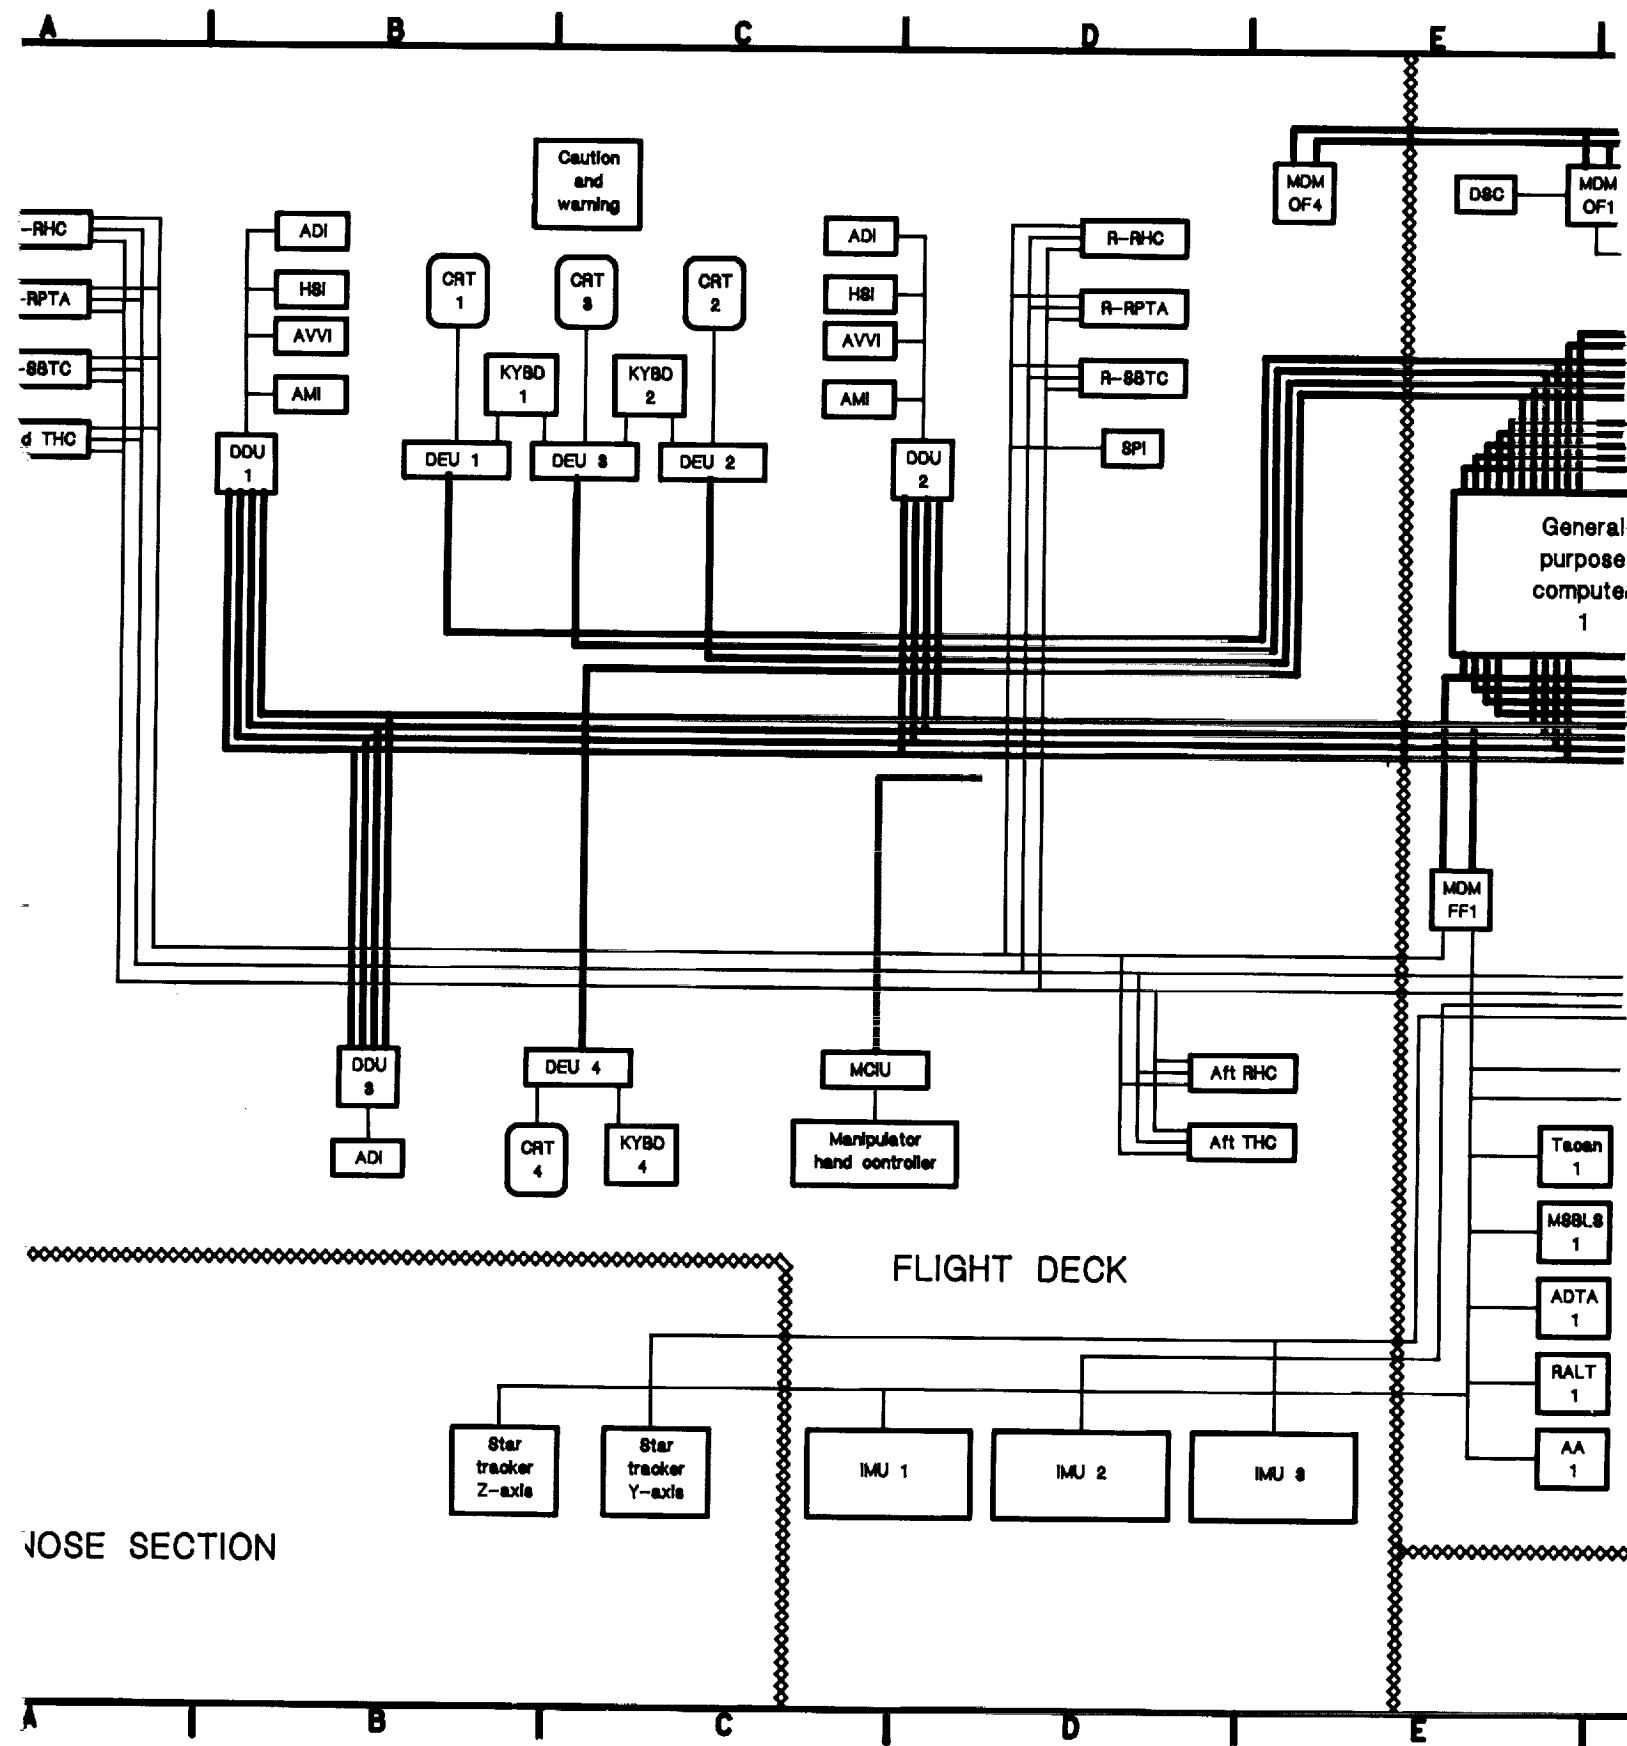 A B C D E
Caution
and
warning
MDM
OF4
DSC
MDM
OF1
-RHC
ADI
ADI
R-RHC
CRT
1
CRT
3
CRT
2
HSI
HSI
-RPTA
R-RPTA
AVVI
AVVI
-SBTC
KYBD
1
KYBD
2
R-SBTC
AMI
AMI
d THC
DDU
1
DEU 1
DEU 3
DEU 2
DDU
2
SPI
General-
purpose
computer
1
MDM
FF1
DDU
3
DEU 4
MCIU
Aft RHC
ADI
CRT
4
KYBD
4
Manipulator
hand controller
Aft THC
Tacan
1
MSBLS
1
FLIGHT DECK
ADTA
1
RALT
1
Star
tracker
Z-axis
Star
tracker
Y-axis
IMU 1
IMU 2
IMU 3
AA
1
NOSE SECTION
A B C D E